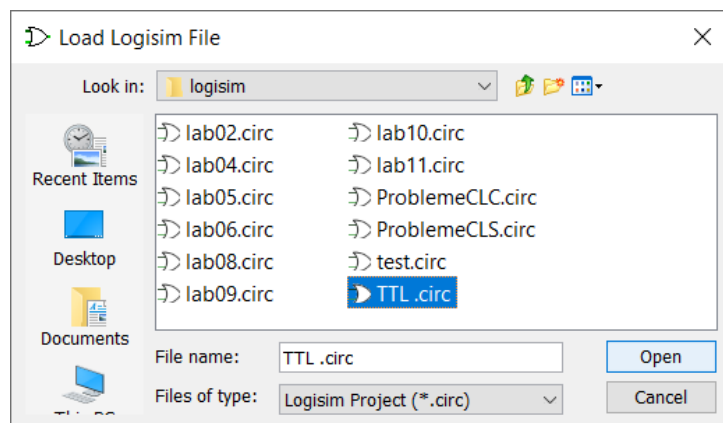 Load Logisim File
Look in: logisim
Recent Items
Desktop
Documents
This PC
lab02.circ
lab04.circ
lab05.circ
lab06.circ
lab08.circ
lab09.circ
lab10.circ
lab11.circ
ProblemeCLC.circ
ProblemeCLS.circ
test.circ
TTL .circ
File name: TTL .circ Open
Files of type: Logisim Project (*.circ) Cancel